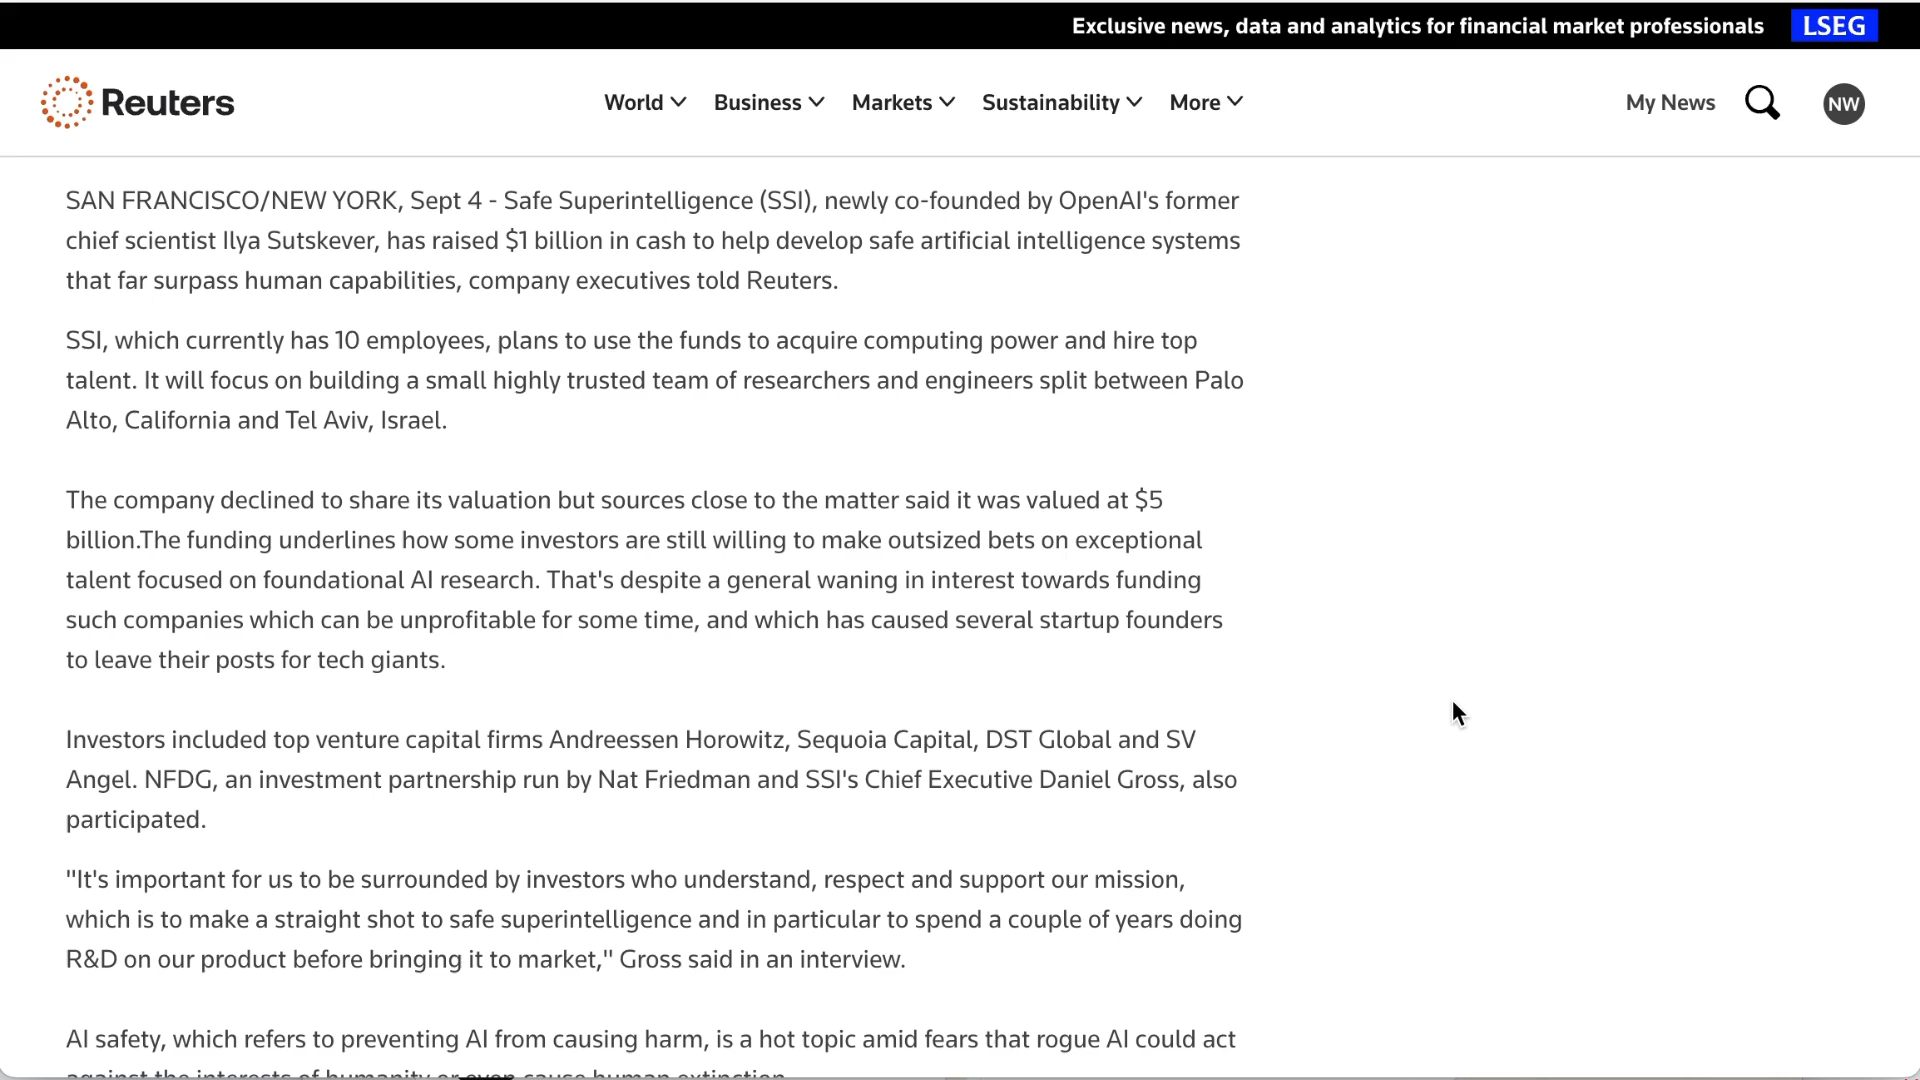 Exclusive news, data and analytics for financial market professionals LSEG
Reuters World Business Markets Sustainability More My News NW
SAN FRANCISCO/NEW YORK, Sept 4 - Safe Superintelligence (SSI), newly co-founded by OpenAI's former
chief scientist Ilya Sutskever, has raised $1 billion in cash to help develop safe artificial intelligence systems
that far surpass human capabilities, company executives told Reuters.
SSI, which currently has 10 employees, plans to use the funds to acquire computing power and hire top
talent. It will focus on building a small highly trusted team of researchers and engineers split between Palo
Alto, California and Tel Aviv, Israel.
The company declined to share its valuation but sources close to the matter said it was valued at $5
billion.The funding underlines how some investors are still willing to make outsized bets on exceptional
talent focused on foundational AI research. That's despite a general waning in interest towards funding
such companies which can be unprofitable for some time, and which has caused several startup founders
to leave their posts for tech giants.
Investors included top venture capital firms Andreessen Horowitz, Sequoia Capital, DST Global and SV
Angel. NFDG, an investment partnership run by Nat Friedman and SSI's Chief Executive Daniel Gross, also
participated.
"It's important for us to be surrounded by investors who understand, respect and support our mission,
which is to make a straight shot to safe superintelligence and in particular to spend a couple of years doing
R&D on our product before bringing it to market," Gross said in an interview.
AI safety, which refers to preventing AI from causing harm, is a hot topic amid fears that rogue AI could act
against the interests of humanity or even cause human extinction.